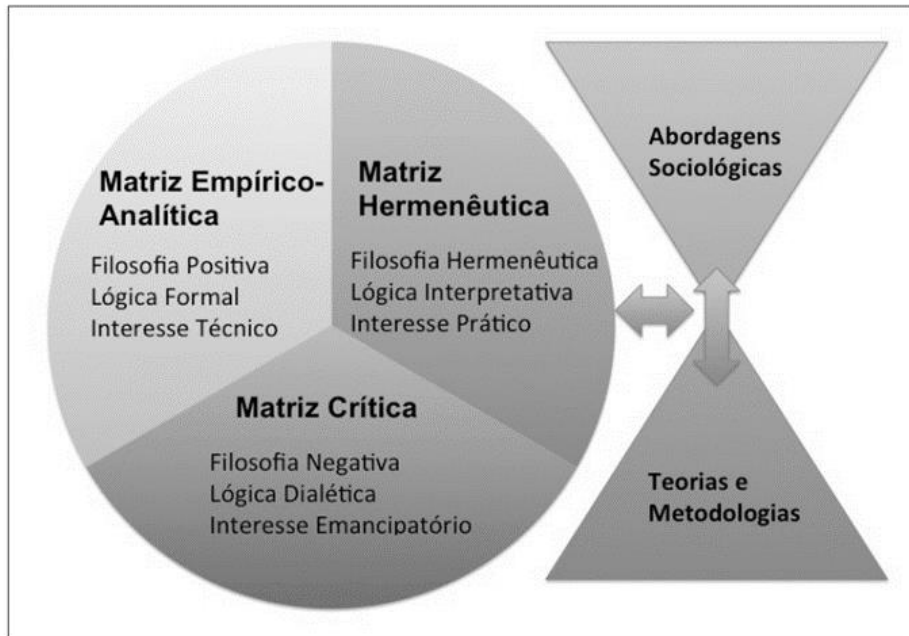 Matriz Empírico-
Analítica
Filosofia Positiva
Lógica Formal
Interesse Técnico
Matriz
Hermenêutica
Filosofia Hermenêutica
Lógica Interpretativa
Interesse Prático
Matriz Crítica
Filosofia Negativa
Lógica Dialética
Interesse Emancipatório
Abordagens
Sociológicas
Teorias e
Metodologias